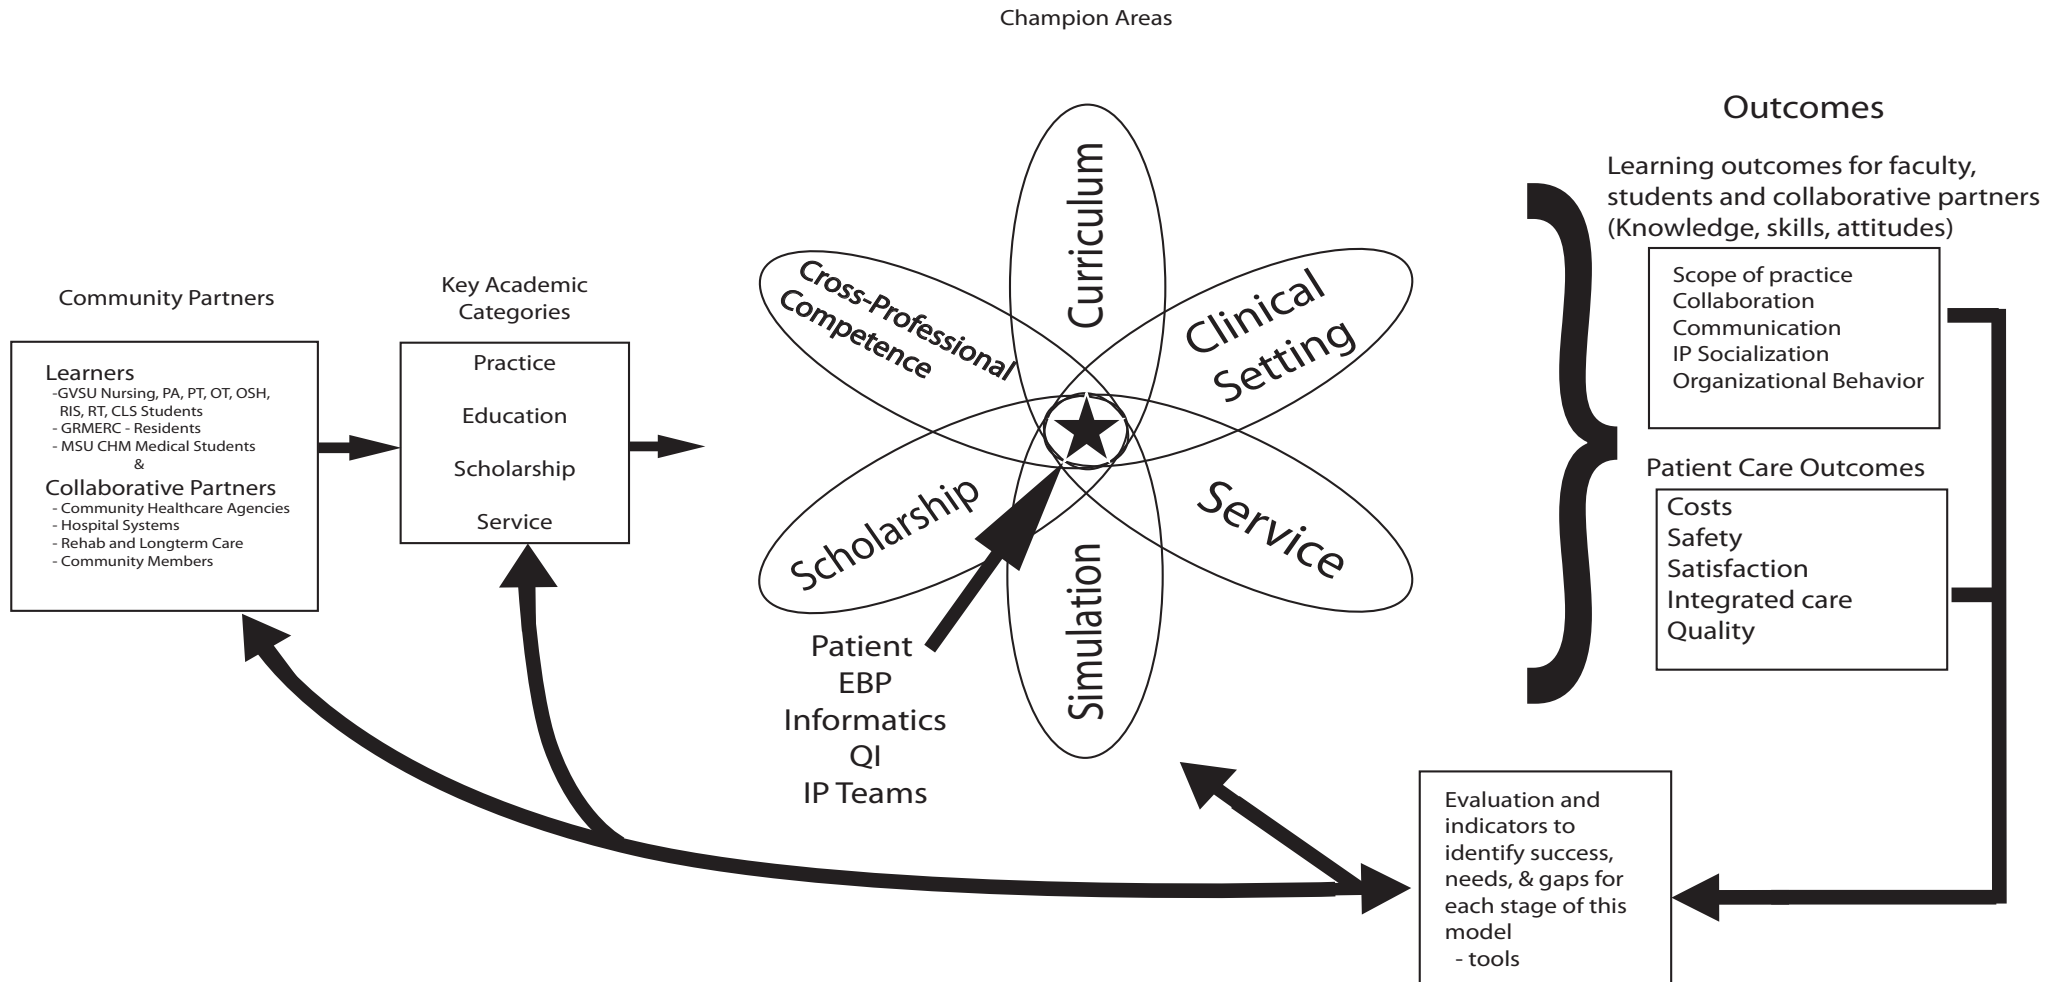 Champion Areas
Community Partners
Learners
-GVSU Nursing, PA, PT, OT, OSH,
RIS, RT, CLS Students
- GRMERC - Residents
- MSU CHM Medical Students
&
Collaborative Partners
- Community Healthcare Agencies
- Hospital Systems
- Rehab and Longterm Care
- Community Members
Key Academic
Categories
Practice
Education
Scholarship
Service
Cross-Professional
Competence
Curriculum
Clinical
Setting
Scholarship
Simulation
Service
Patient
EBP
Informatics
QI
IP Teams
Outcomes
Learning outcomes for faculty,
students and collaborative partners
(Knowledge, skills, attitudes)
Scope of practice
Collaboration
Communication
IP Socialization
Organizational Behavior
Patient Care Outcomes
Costs
Safety
Satisfaction
Integrated care
Quality
Evaluation and
indicators to
identify success,
needs, & gaps for
each stage of this
model
- tools